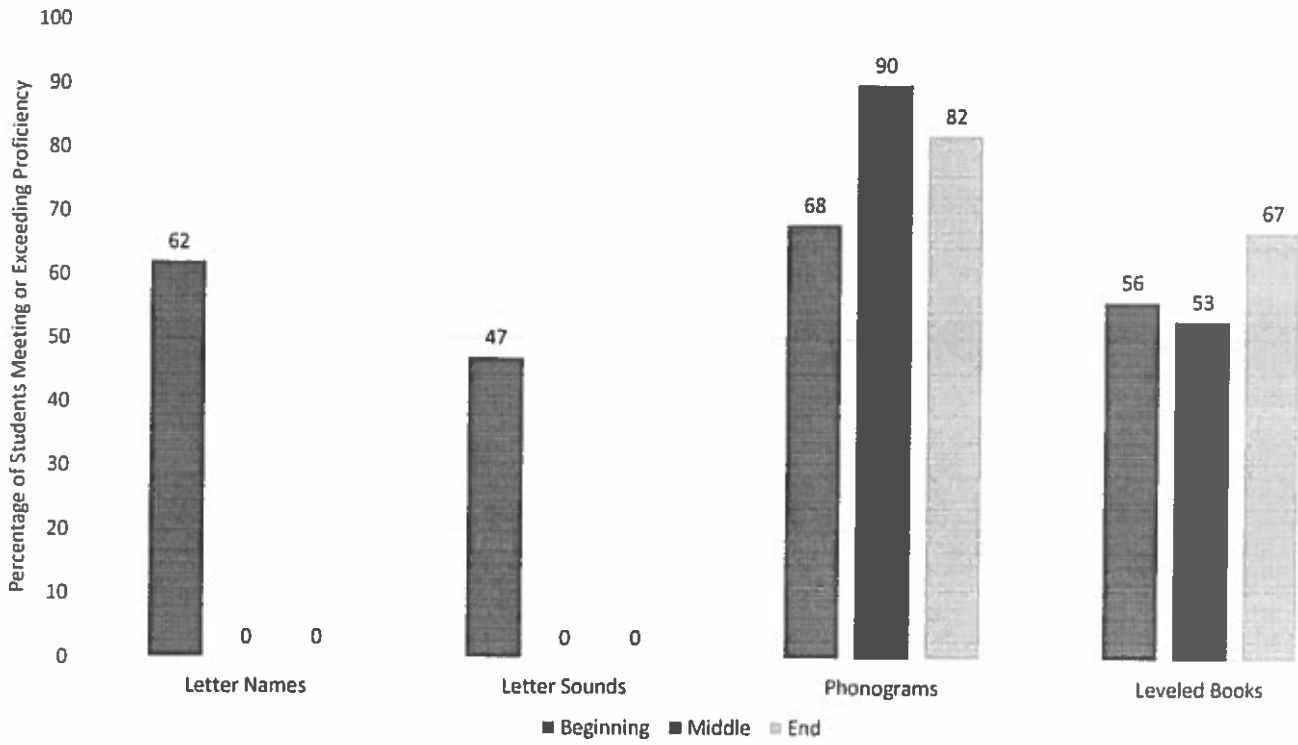 Percentage of Students Meeting or Exceeding Proficiency
100
90
80
70
60
50
40
30
20
10
0
62
0
0
47
0
0
68
90
82
56
53
67
Letter Names
Letter Sounds
Phonograms
Leveled Books
Beginning
Middle
End